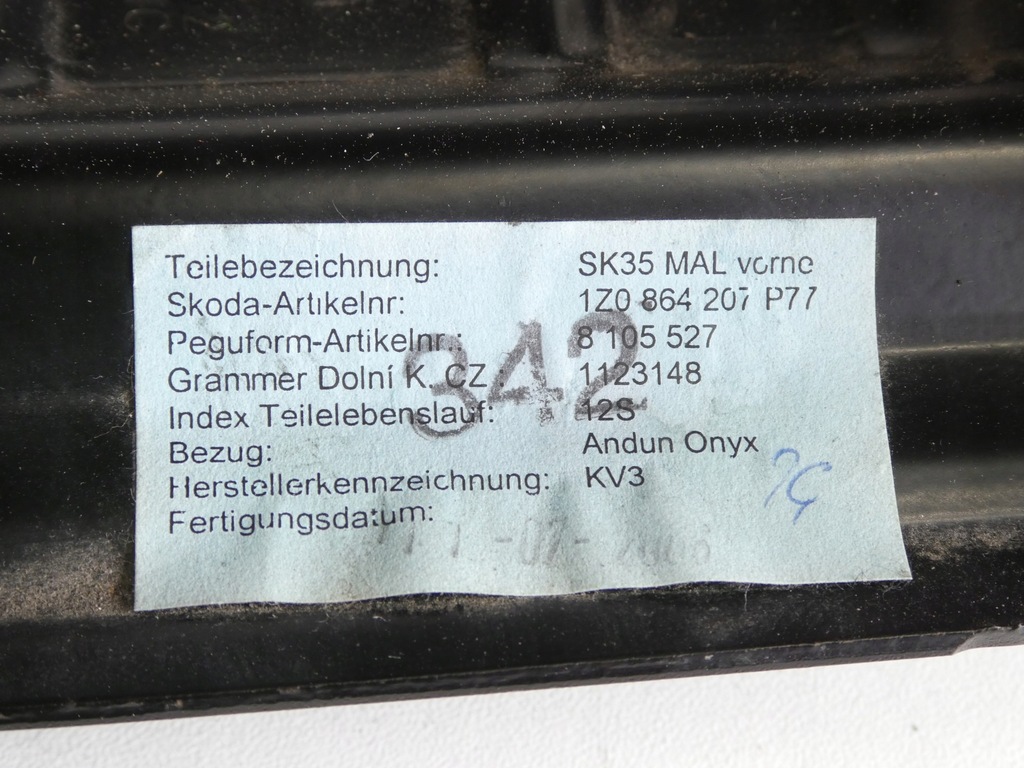 Teilebezeichnung: SK35 MAL vorne
Skoda-Artikelnr: 1Z0 864 207 P77
Peguform-Artikelnr.: 8 105 527
Grammer Dolní K. CZ 1123148
342
Index Teilelebenslauf: 12S
Bezug: Andun Onyx
Herstellerkennzeichnung: KV3
Fertigungsdatum: